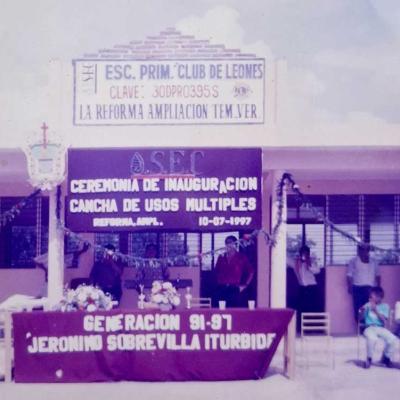 SEC
ESC. PRIM. "CLUB DE LEONES
CLAVE: 30DPR0395S
LA REFORMA AMPLIACION TEM. VER.
S.E.C
CEREMONIA DE INAUGURACION
CANCHA DE USOS MULTIPLES
REFORMA, AMPL. 10-07-1997
GENERACION 91-97
"JERONIMO SOBREVILLA ITURBIDE